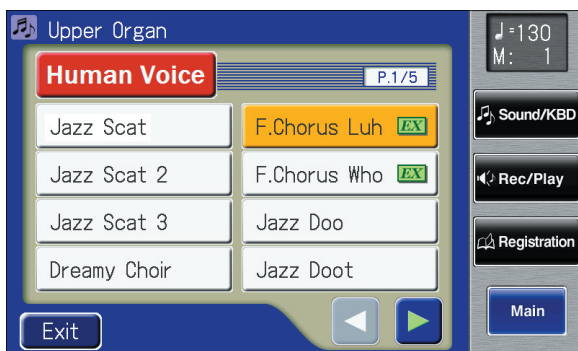 Upper Organ
Human Voice
P.1/5
Jazz Scat
F.Chorus Luh EX
Jazz Scat 2
F.Chorus Who EX
Jazz Scat 3
Jazz Doo
Dreamy Choir
Jazz Doot
Exit
♩=130
M: 1
Sound/KBD
Rec/Play
Registration
Main